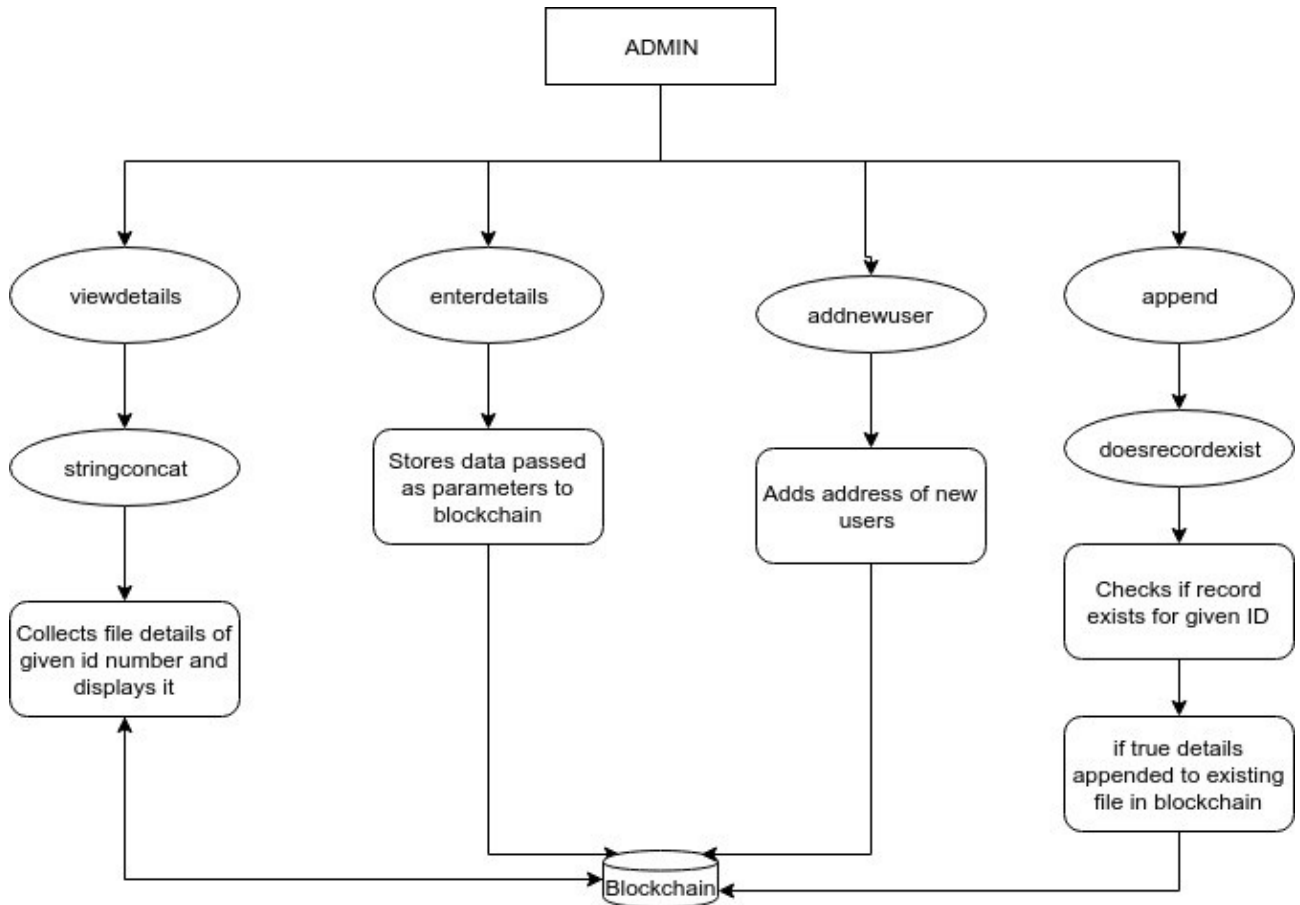 ADMIN
viewdetails
enterdetails
addnewuser
append
stringconcat
Stores data passed
as parameters to
blockchain
Adds address of new
users
doesrecordexist
Collects file details of
given id number and
displays it
Checks if record
exists for given ID
if true details
appended to existing
file in blockchain
Blockchain